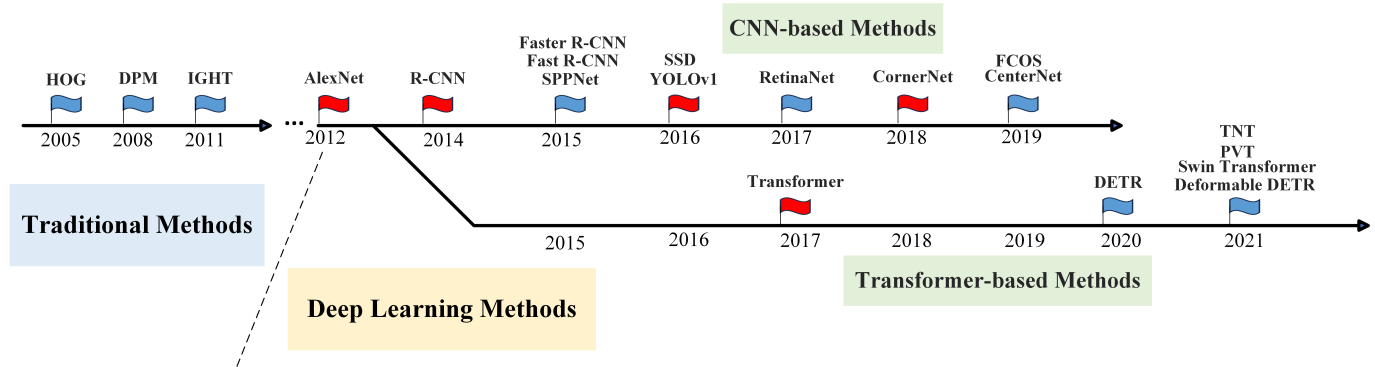 CNN-based Methods
Faster R-CNN
Fast R-CNN
SPPNet
SSD
YOLOv1
FCOS
CenterNet
HOG
DPM
IGHT
AlexNet
R-CNN
RetinaNet
CornerNet
2005
2008
2011
...
2012
2014
2015
2016
2017
2018
2019
TNT
PVT
Swin Transformer
Deformable DETR
Transformer
DETR
2015
2016
2017
2018
2019
2020
2021
Traditional Methods
Deep Learning Methods
Transformer-based Methods